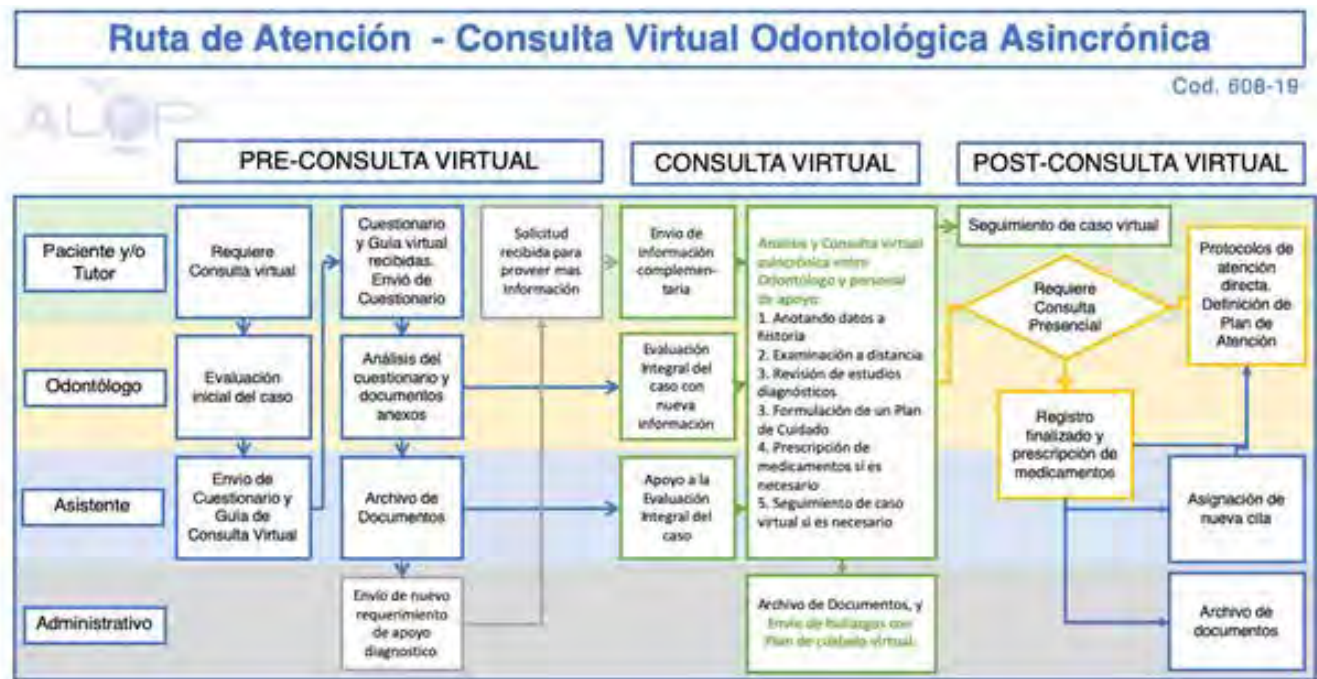 Ruta de Atención - Consulta Virtual Odontológica Asincrónica
Cod. 608-19
ALOP
PRE-CONSULTA VIRTUAL
CONSULTA VIRTUAL
POST-CONSULTA VIRTUAL
Paciente y/o
Tutor
Requiere
Consulta virtual
Cuestionario
y Guía virtual
recibidas.
Envió de
Cuestionario
Solicitud
recibida para
proveer mas
Información
Envio de
Información
complemen-
taria
Análisis y Consulta virtual
asincrónica entre
Odontólogo y personal
de apoyo:
1. Anotando datos a
historia
2. Examinación a distancia
3. Revisión de estudios
diagnósticos
3. Formulación de un Plan
de Cuidado
4. Prescripción de
medicamentos si es
necesario
5. Seguimiento de caso
virtual si es necesario
Seguimiento de caso virtual
Requiere
Consulta
Presencial
Protocolos de
atención
directa.
Definición de
Plan de
Atención
Odontólogo
Evaluación
inicial del caso
Análisis del
cuestionario y
documentos
anexos
Evaluación
Integral del
caso con
nueva
información
Registro
finalizado y
prescripción de
medicamentos
Asistente
Envio de
Cuestionario y
Guía de
Consulta Virtual
Archivo de
Documentos
Apoyo a la
Evaluación
Integral del
caso
Asignación de
nueva cita
Administrativo
Envío de nuevo
requerimiento
de apoyo
diagnostico
Archivo de Documentos, y
Envio de hallazgos con
Plan de cuidado virtual.
Archivo de
documentos